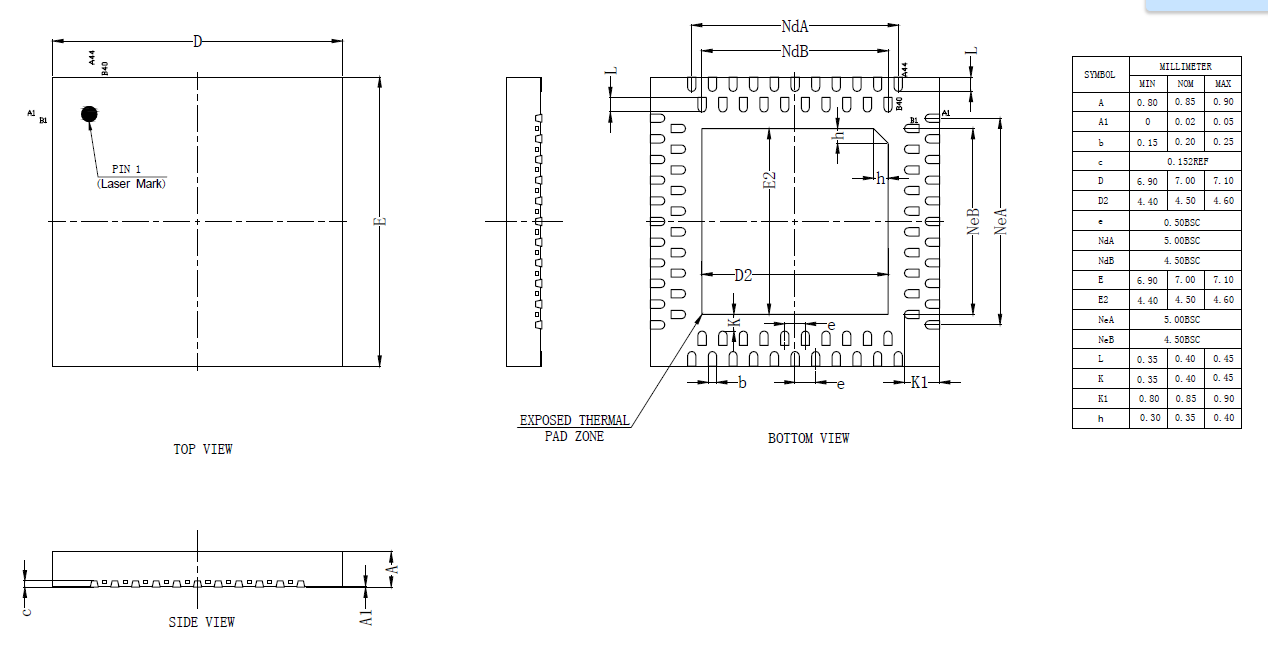 D
A44
B40
A1
B1
PIN 1
(Laser Mark)
E
TOP VIEW
NdA
NdB
L
L
A44
B40
B1
A1
h
h
E2
D2
NeB
NeA
K
e
b
e
K1
EXPOSED THERMAL
PAD ZONE
BOTTOM VIEW
SYMBOL MILLIMETER
MIN NOM MAX
A 0.80 0.85 0.90
A1 0 0.02 0.05
b 0.15 0.20 0.25
c 0.152REF
D 6.90 7.00 7.10
D2 4.40 4.50 4.60
e 0.50BSC
NdA 5.00BSC
NdB 4.50BSC
E 6.90 7.00 7.10
E2 4.40 4.50 4.60
NeA 5.00BSC
NeB 4.50BSC
L 0.35 0.40 0.45
K 0.35 0.40 0.45
K1 0.80 0.85 0.90
h 0.30 0.35 0.40
c
A
A1
SIDE VIEW